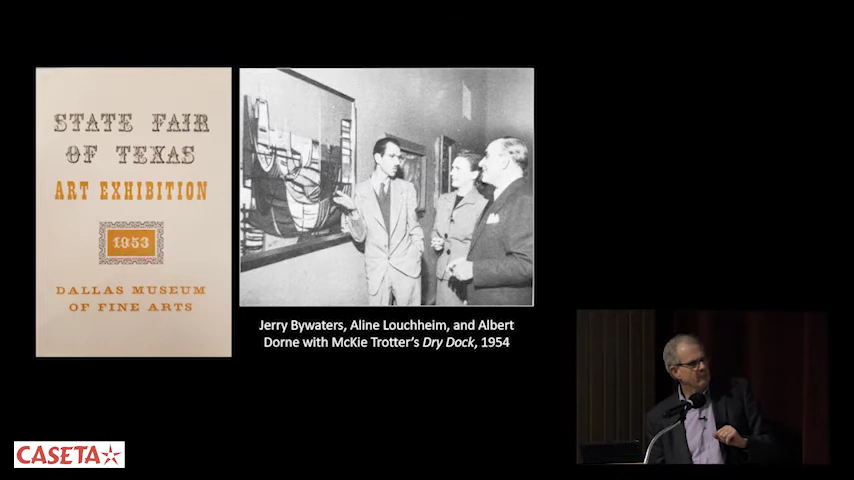 STATE FAIR
OF TEXAS
ART EXHIBITION
1953
DALLAS MUSEUM
OF FINE ARTS
Jerry Bywaters, Aline Louchheim, and Albert
Dorne with McKie Trotter's Dry Dock, 1954
CASETA